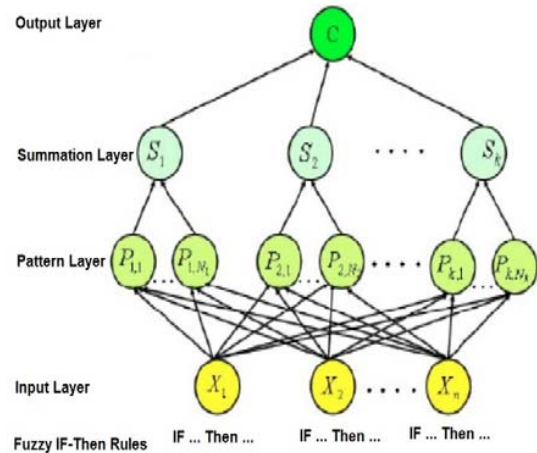 Output Layer
C
Summation Layer
S₁ S₂ . . . . Sₖ
Pattern Layer
P₁,₁ ... P₁,N₁ P₂,₁ ... P₂,N₂ . . . . Pₖ,₁ ... Pₖ,Nₖ
Input Layer
X₁ X₂ . . . . Xₙ
Fuzzy IF-Then Rules
IF ... Then ... IF ... Then ... IF ... Then ...